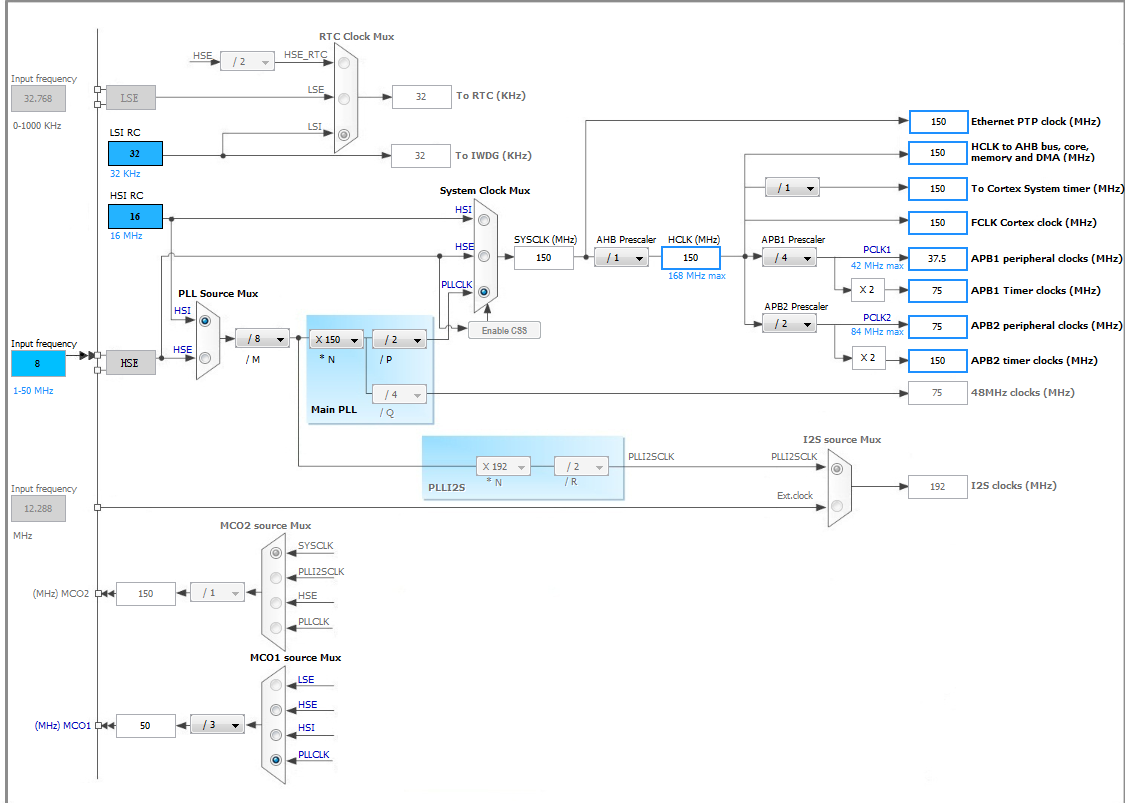 RTC Clock Mux
HSE
/ 2
HSE_RTC
Input frequency
32.768
0-1000 KHz
LSE
LSE
32
To RTC (KHz)
LSI RC
32
32 KHz
LSI
32
To IWDG (KHz)
HSI RC
16
16 MHz
System Clock Mux
HSI
HSE
PLLCLK
SYSCLK (MHz)
150
AHB Prescaler
/ 1
HCLK (MHz)
150
168 MHz max
Enable CSS
150
Ethernet PTP clock (MHz)
150
HCLK to AHB bus, core,
memory and DMA (MHz)
/ 1
150
To Cortex System timer (MHz)
150
FCLK Cortex clock (MHz)
APB1 Prescaler
/ 4
PCLK1
42 MHz max
37.5
APB1 peripheral clocks (MHz)
X 2
75
APB1 Timer clocks (MHz)
APB2 Prescaler
/ 2
PCLK2
84 MHz max
75
APB2 peripheral clocks (MHz)
X 2
150
APB2 timer clocks (MHz)
75
48MHz clocks (MHz)
PLL Source Mux
HSI
HSE
Input frequency
8
1-50 MHz
HSE
/ 8
/ M
X 150
* N
/ 2
/ P
/ 4
/ Q
Main PLL
PLLI2S
X 192
* N
/ 2
/ R
PLLI2SCLK
I2S source Mux
PLLI2SCLK
Ext.clock
192
I2S clocks (MHz)
Input frequency
12.288
MHz
MCO2 source Mux
SYSCLK
PLLI2SCLK
HSE
PLLCLK
(MHz) MCO2
150
/ 1
MCO1 source Mux
LSE
HSE
HSI
PLLCLK
(MHz) MCO1
50
/ 3